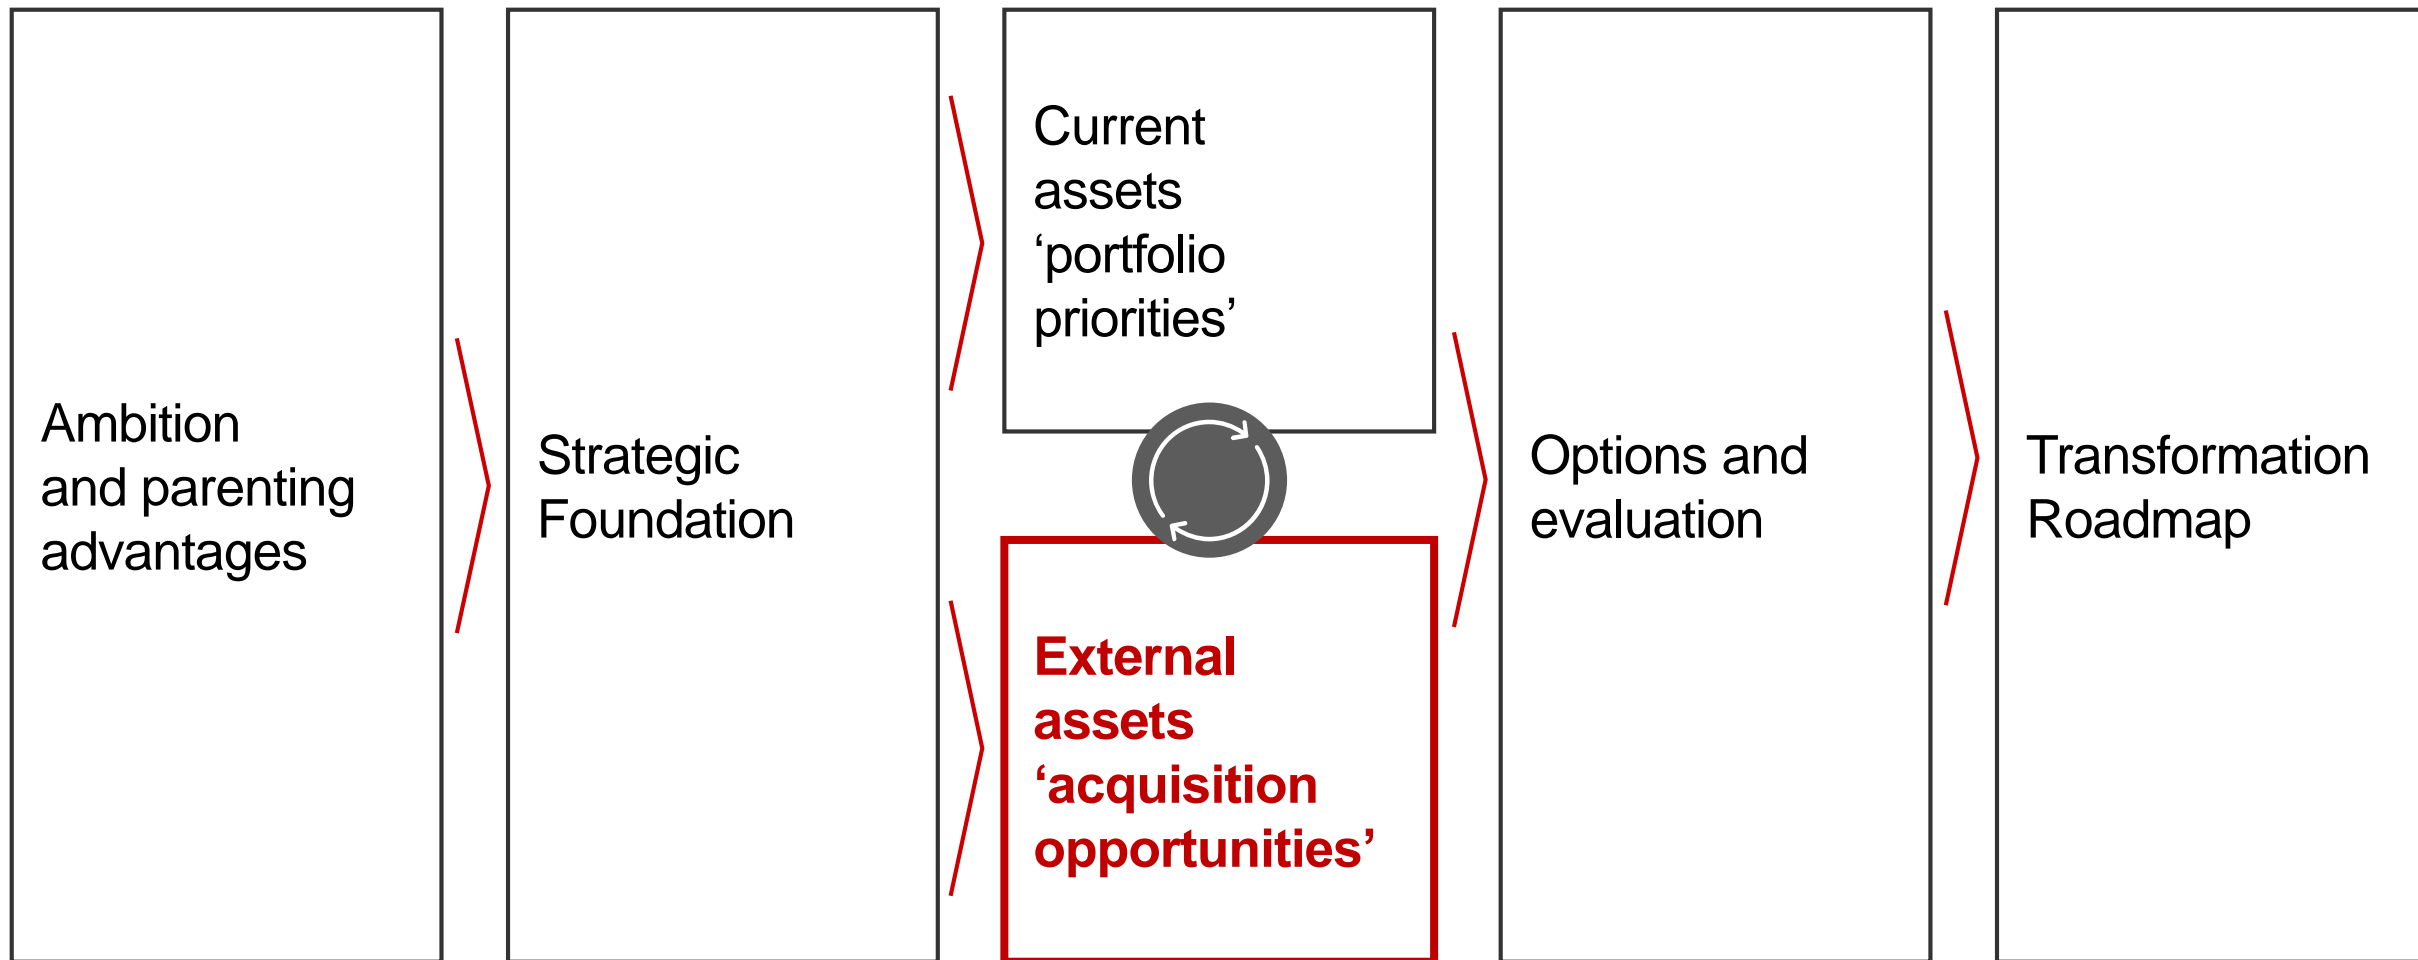 Ambition
and parenting
advantages
Strategic
Foundation
Current
assets
‘portfolio
priorities’
External
assets
‘acquisition
opportunities’
Options and
evaluation
Transformation
Roadmap